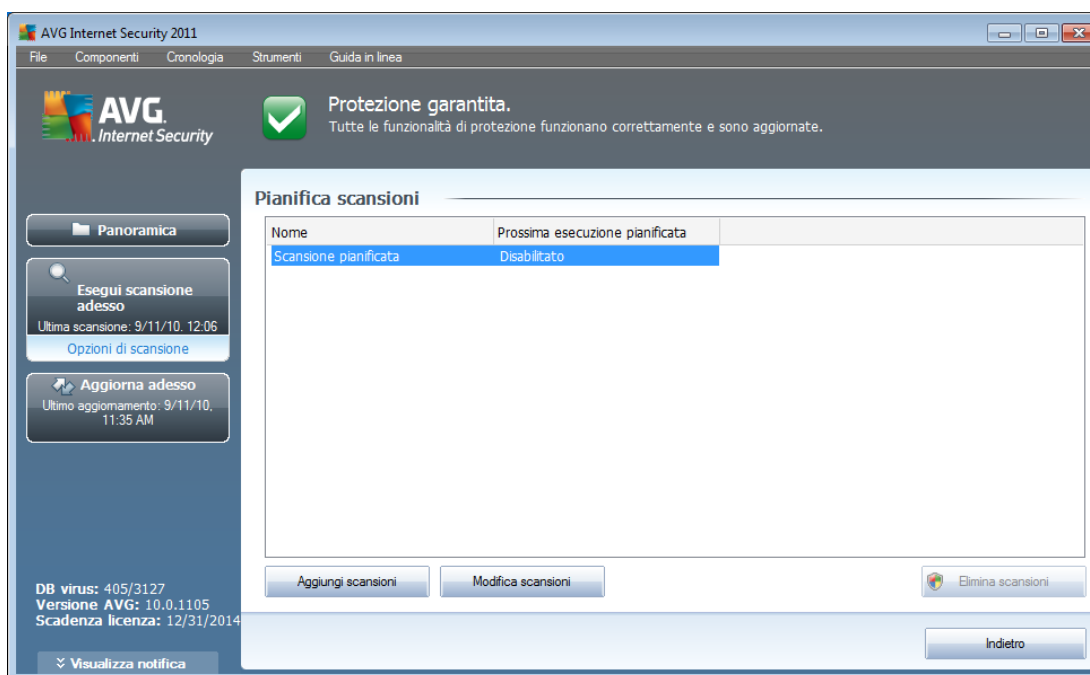 AVG Internet Security 2011
File Componenti Cronologia Strumenti Guida in linea
AVG.
Internet Security
Protezione garantita.
Tutte le funzionalità di protezione funzionano correttamente e sono aggiornate.
Panoramica
Esegui scansione
adesso
Ultima scansione: 9/11/10. 12:06
Opzioni di scansione
Aggiorna adesso
Ultimo aggiornamento: 9/11/10,
11:35 AM
DB virus: 405/3127
Versione AVG: 10.0.1105
Scadenza licenza: 12/31/2014
Visualizza notifica
Pianifica scansioni
Nome Prossima esecuzione pianificata
Scansione pianificata Disabilitato
Aggiungi scansioni Modifica scansioni Elimina scansioni
Indietro